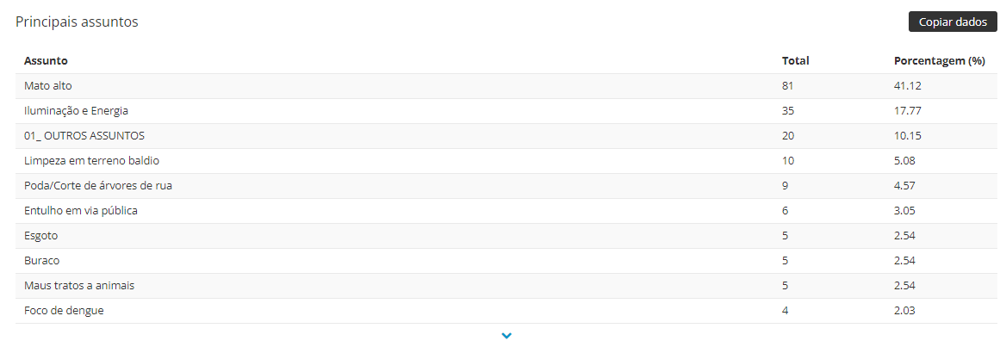 Principais assuntos Copiar dados
Assunto Total Porcentagem (%)
Mato alto 81 41.12
Iluminação e Energia 35 17.77
01_ OUTROS ASSUNTOS 20 10.15
Limpeza em terreno baldio 10 5.08
Poda/Corte de árvores de rua 9 4.57
Entulho em via pública 6 3.05
Esgoto 5 2.54
Buraco 5 2.54
Maus tratos a animais 5 2.54
Foco de dengue 4 2.03